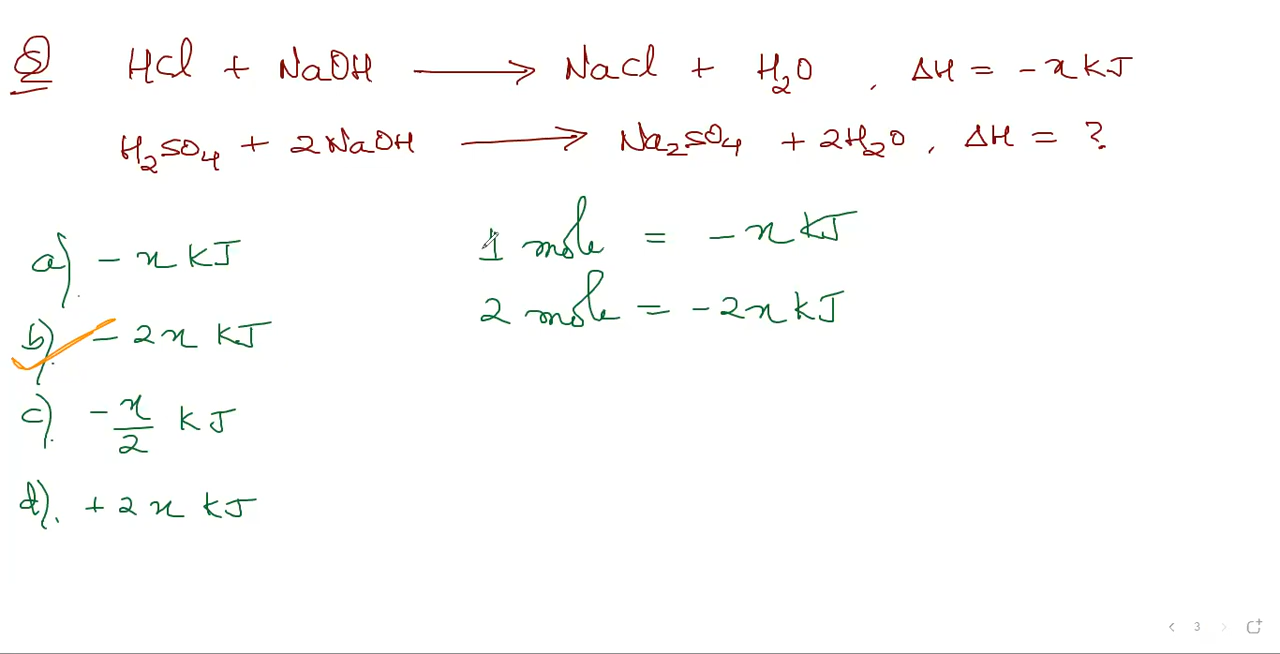 Q HCl + NaOH ⟶ NaCl + H₂O , ΔH = -x kJ
H₂SO₄ + 2NaOH ⟶ Na₂SO₄ + 2H₂O , ΔH = ?
a) - x kJ
1 mole = - x kJ
2 mole = - 2x kJ
b) - 2x kJ
c) - x/2 kJ
d). + 2x kJ
< 3 >